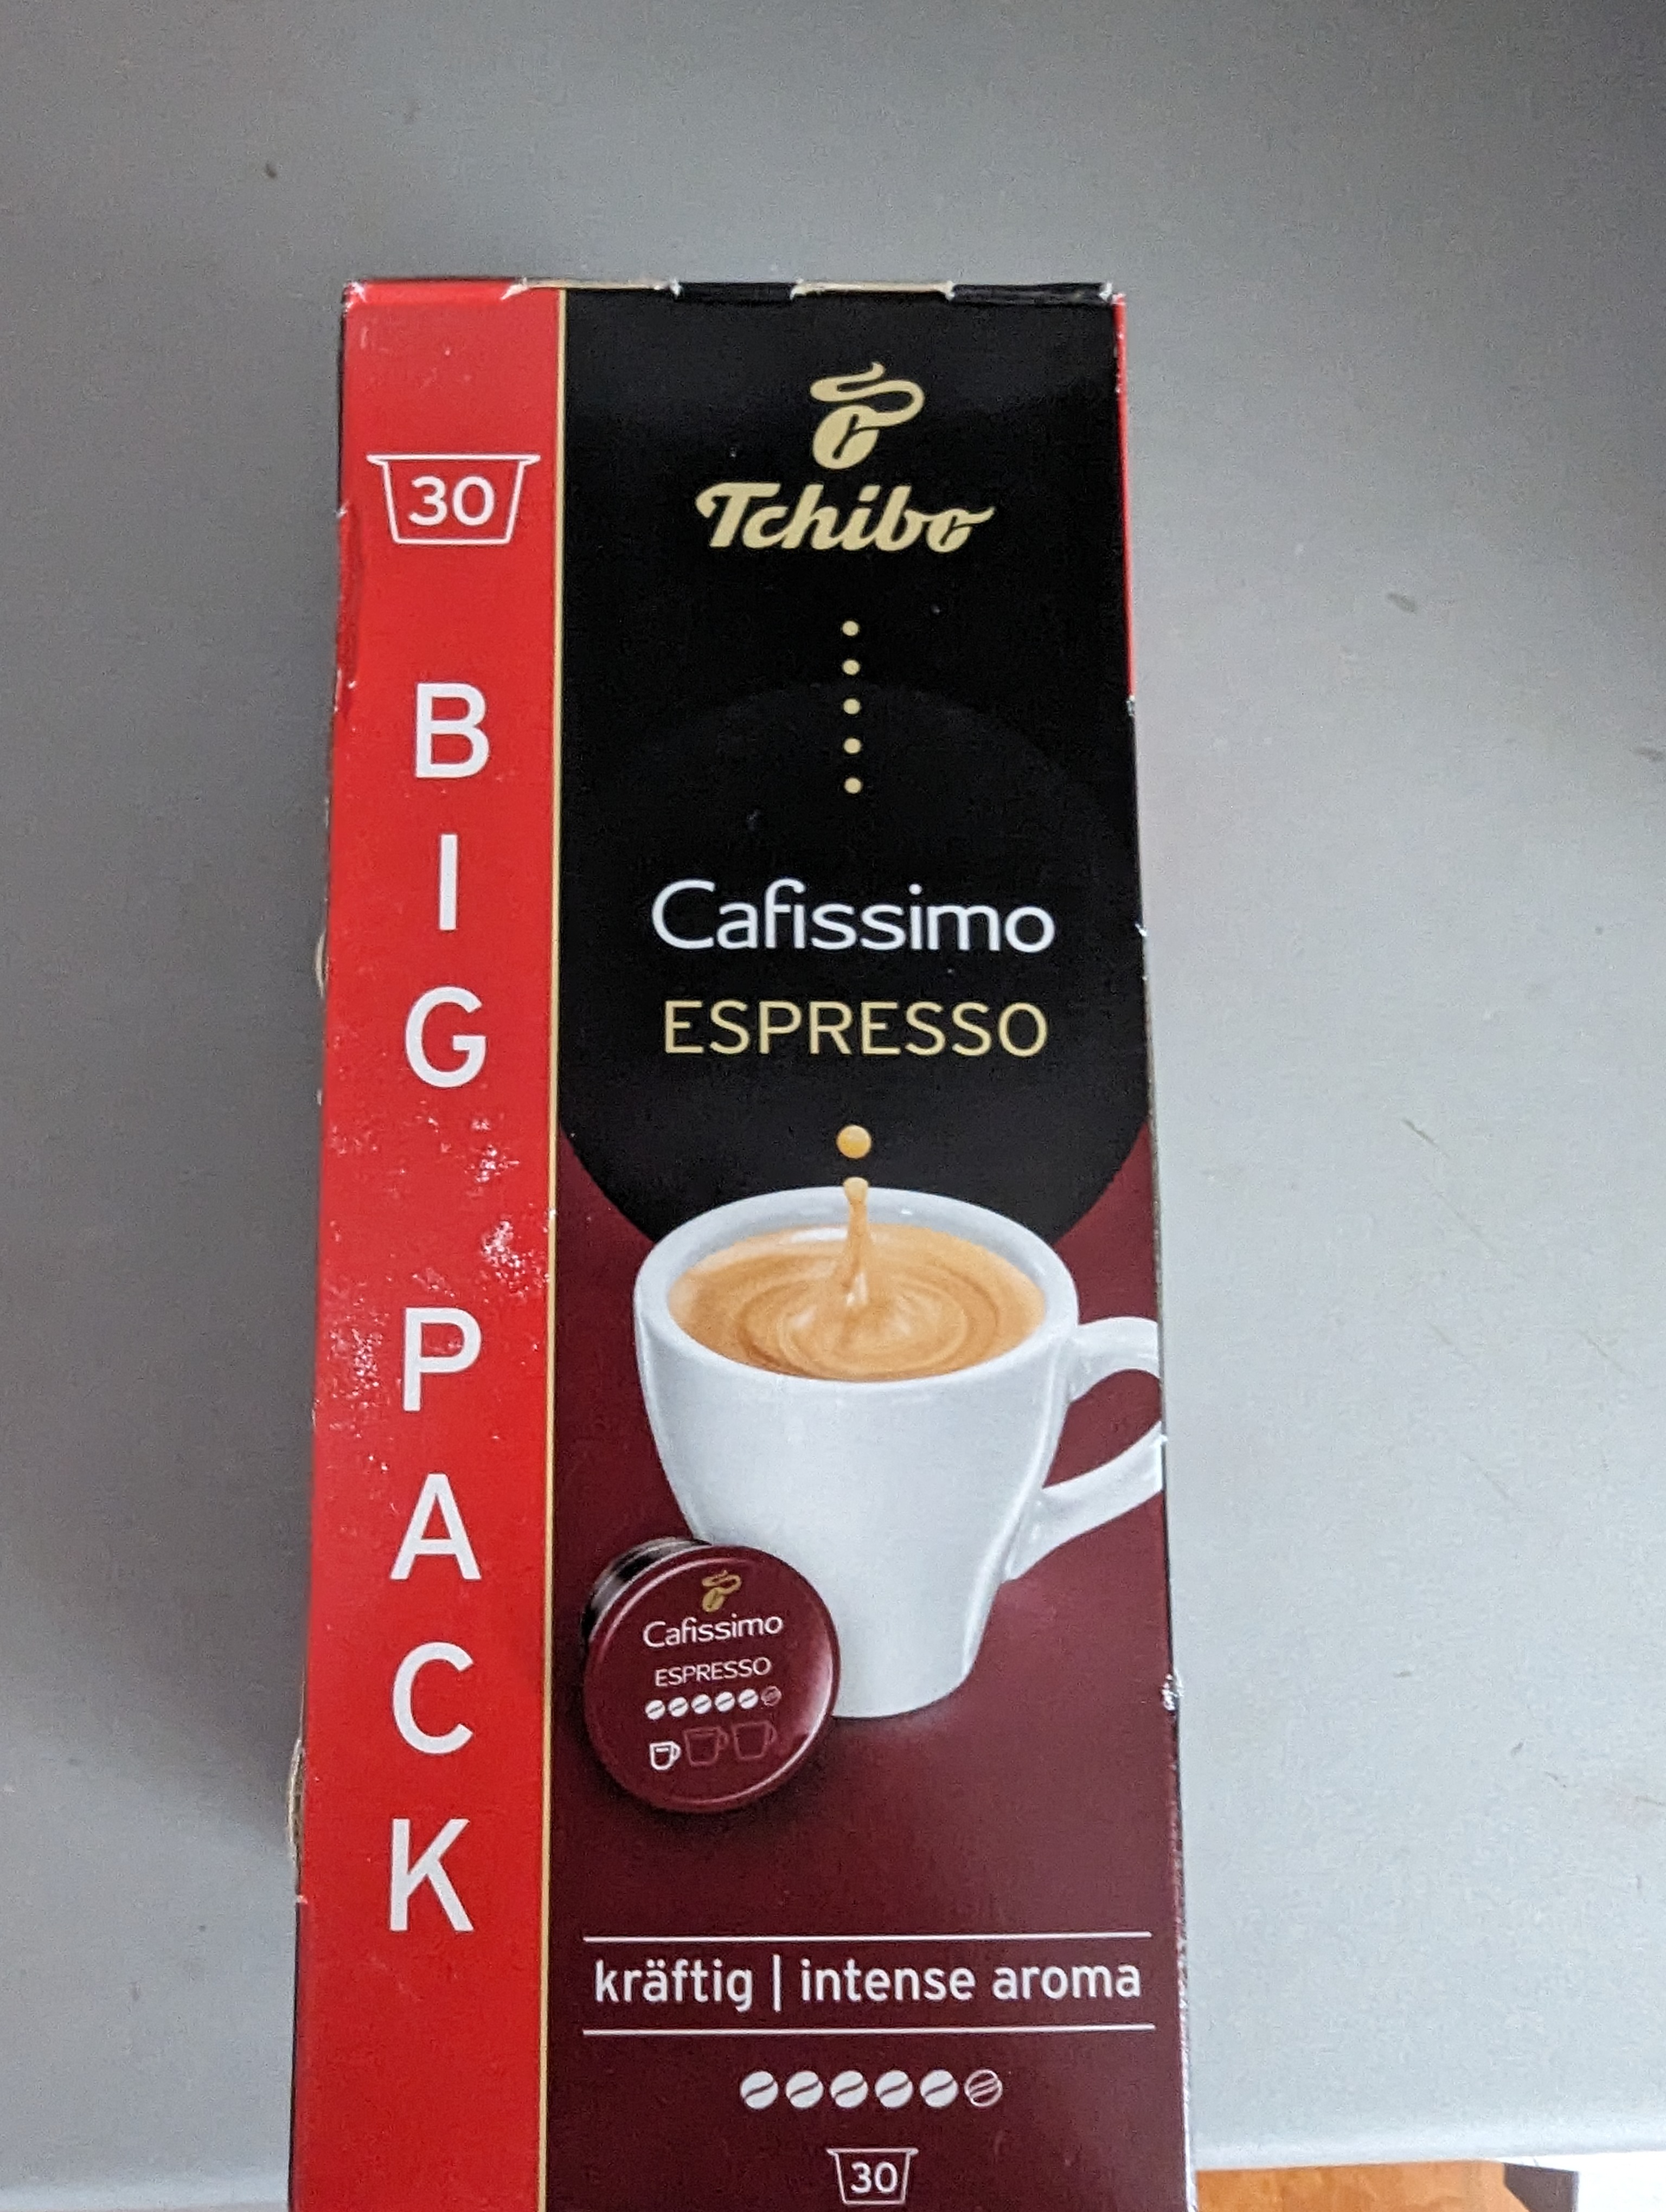 30
BIG PACK
Tchibo
Cafissimo
ESPRESSO
Cafissimo
ESPRESSO
kräftig | intense aroma
30